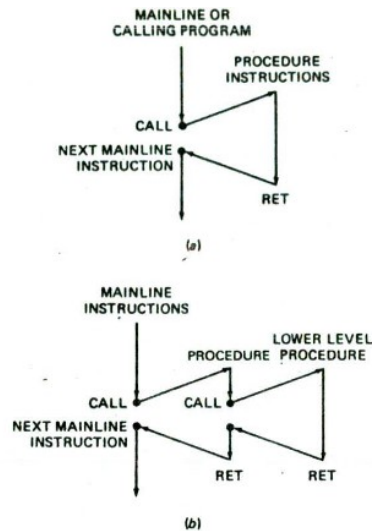 MAINLINE OR
CALLING PROGRAM
PROCEDURE
INSTRUCTIONS
CALL
NEXT MAINLINE
INSTRUCTION
RET
(a)
MAINLINE
INSTRUCTIONS
LOWER LEVEL
PROCEDURE
PROCEDURE
CALL
CALL
NEXT MAINLINE
INSTRUCTION
RET
RET
(b)